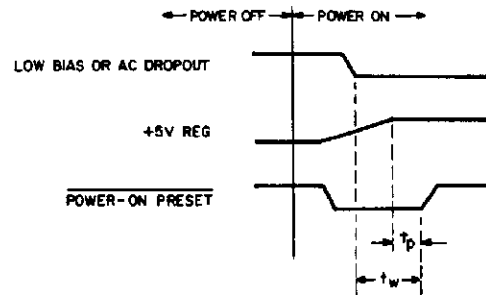 POWER OFF POWER ON
LOW BIAS OR AC DROPOUT
+5V REG
POWER-ON PRESET
tp
tw